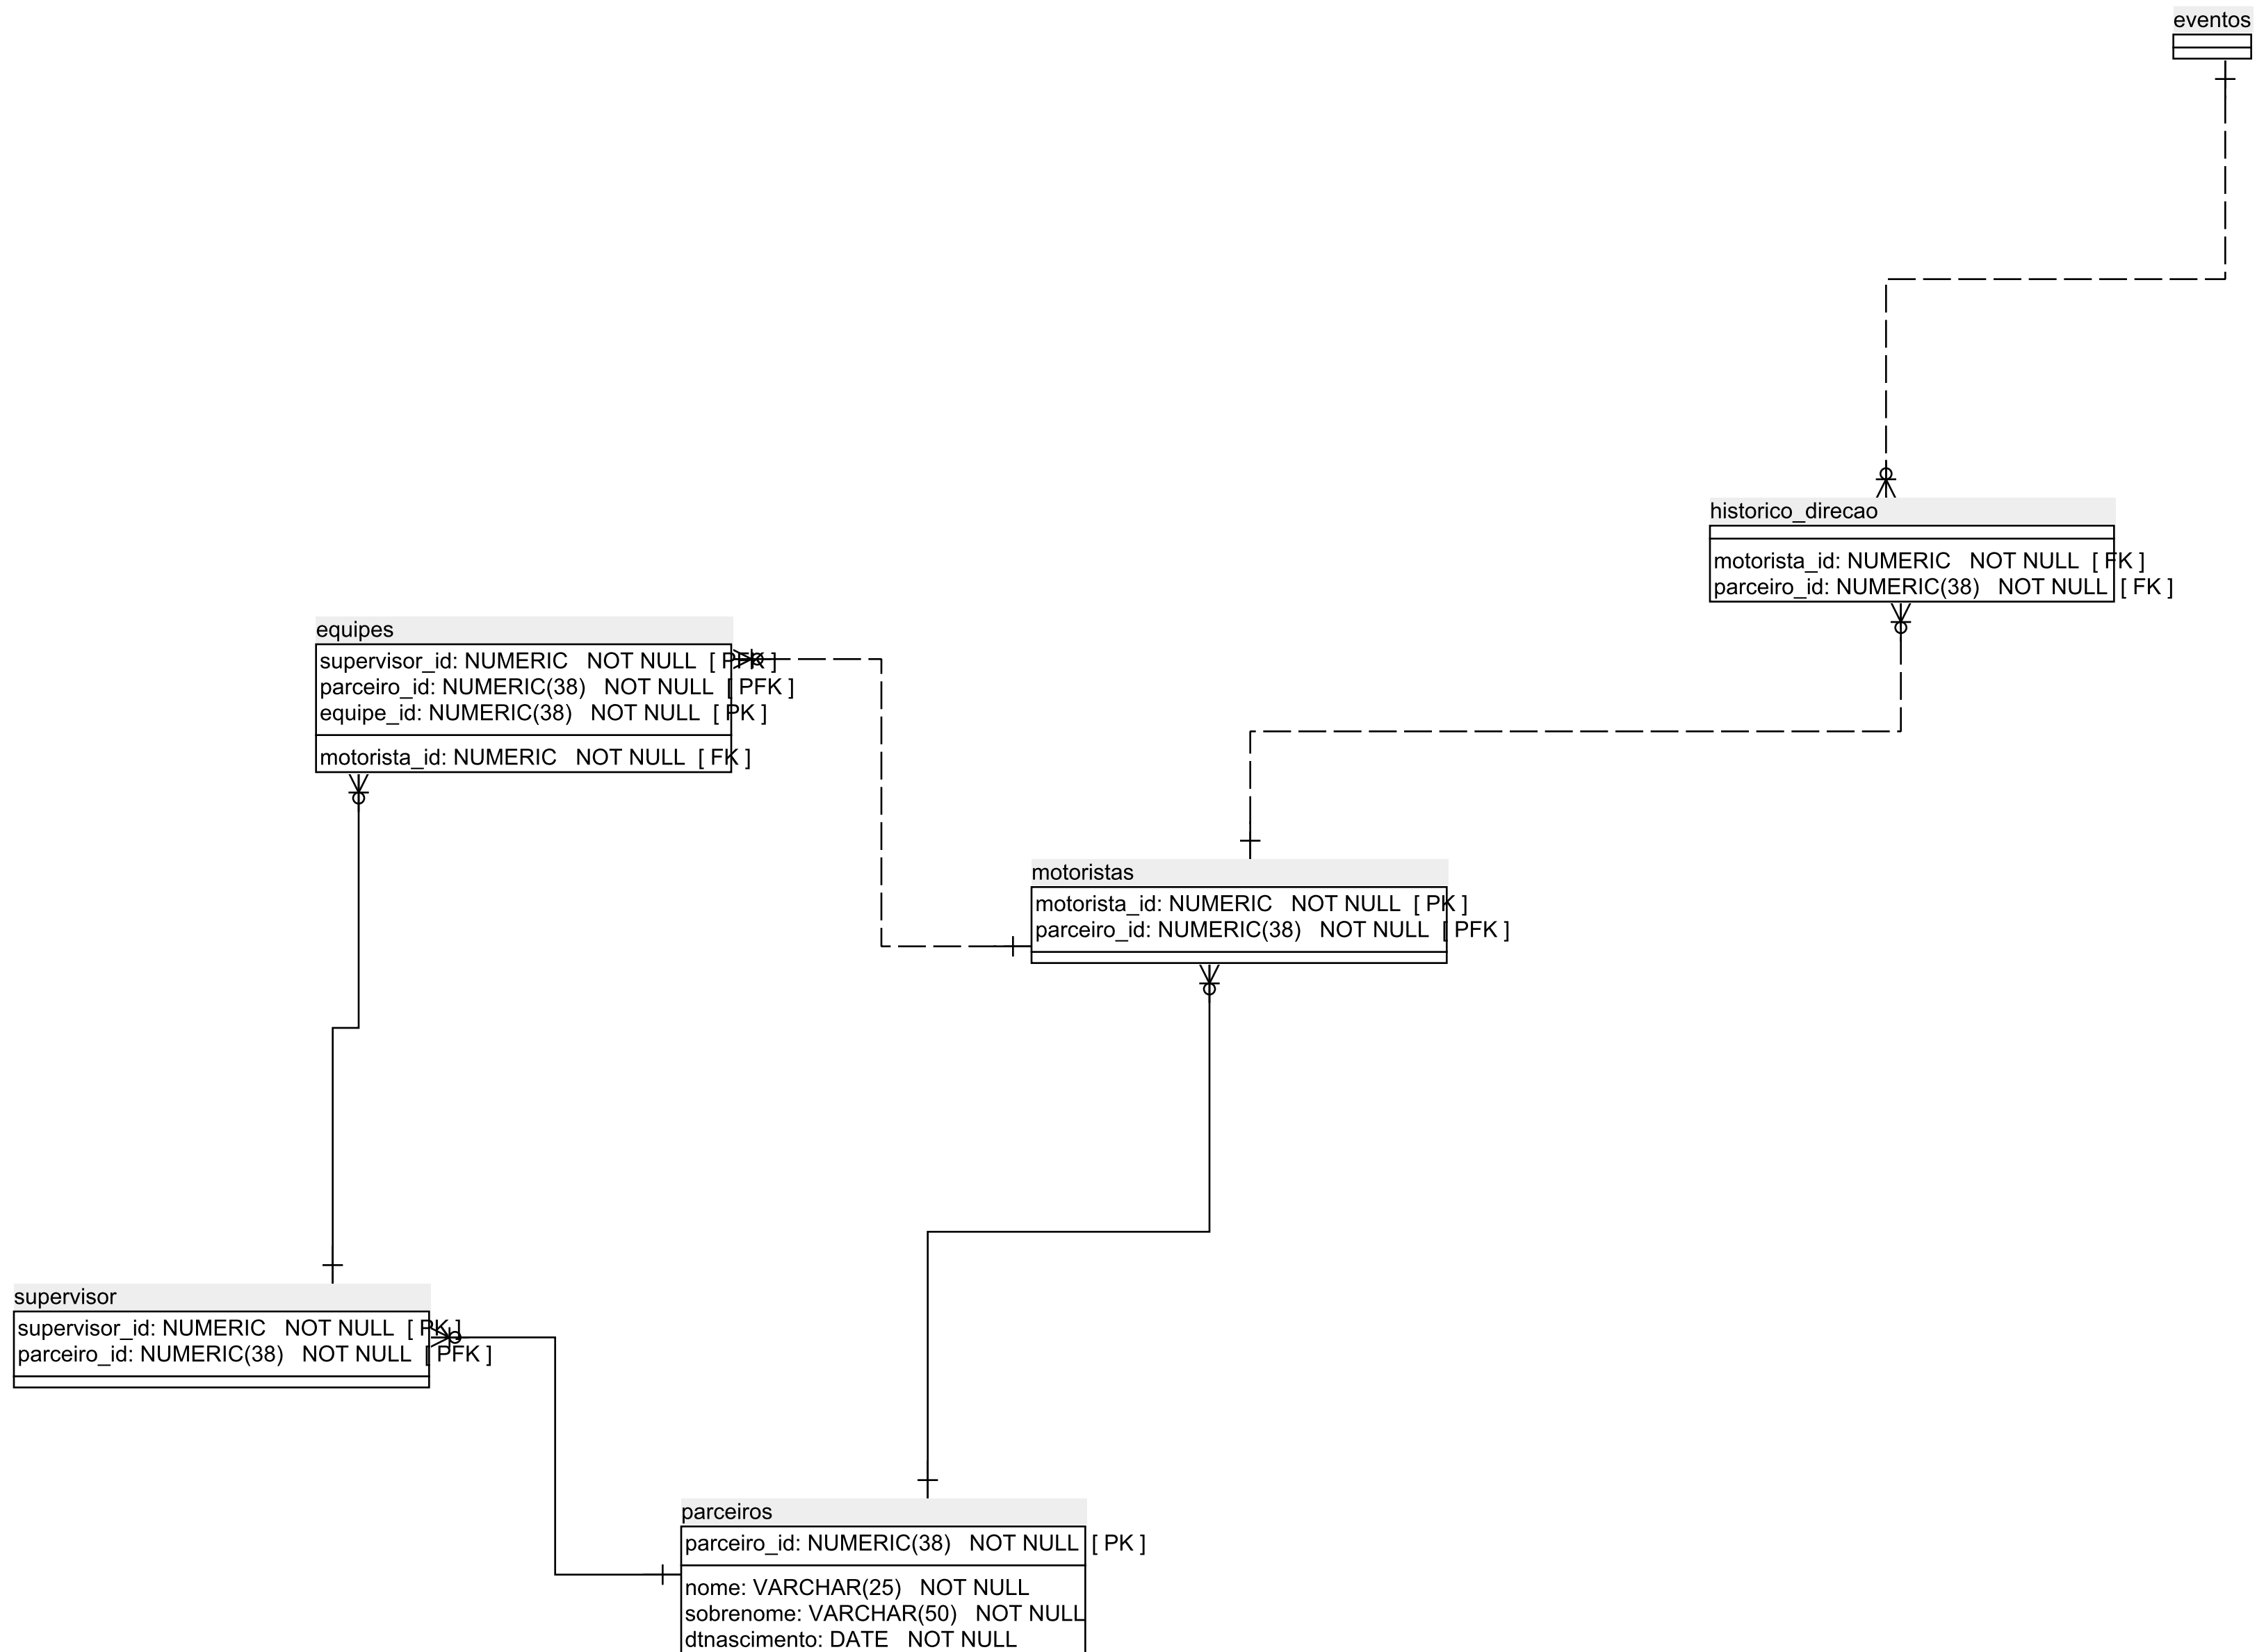 eventos
historico_direcao
motorista_id: NUMERIC   NOT NULL  [ FK ]
parceiro_id: NUMERIC(38)   NOT NULL  [ FK ]
equipes
supervisor_id: NUMERIC   NOT NULL  [ PFK ]
parceiro_id: NUMERIC(38)   NOT NULL  [ PFK ]
equipe_id: NUMERIC(38)   NOT NULL  [ PK ]
motorista_id: NUMERIC   NOT NULL  [ FK ]
motoristas
motorista_id: NUMERIC   NOT NULL  [ PK ]
parceiro_id: NUMERIC(38)   NOT NULL  [ PFK ]
supervisor
supervisor_id: NUMERIC   NOT NULL  [ PK ]
parceiro_id: NUMERIC(38)   NOT NULL  [ PFK ]
parceiros
parceiro_id: NUMERIC(38)   NOT NULL  [ PK ]
nome: VARCHAR(25)   NOT NULL
sobrenome: VARCHAR(50)   NOT NULL
dtnascimento: DATE   NOT NULL